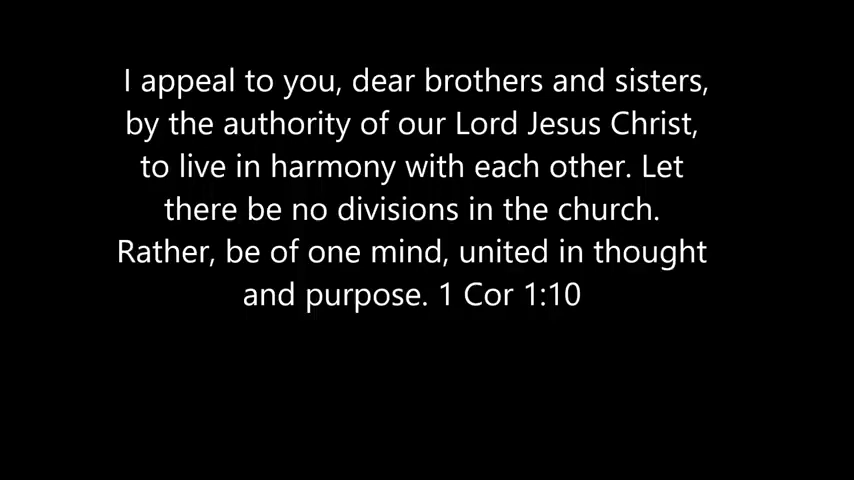 I appeal to you, dear brothers and sisters,
by the authority of our Lord Jesus Christ,
to live in harmony with each other. Let
there be no divisions in the church.
Rather, be of one mind, united in thought
and purpose. 1 Cor 1:10